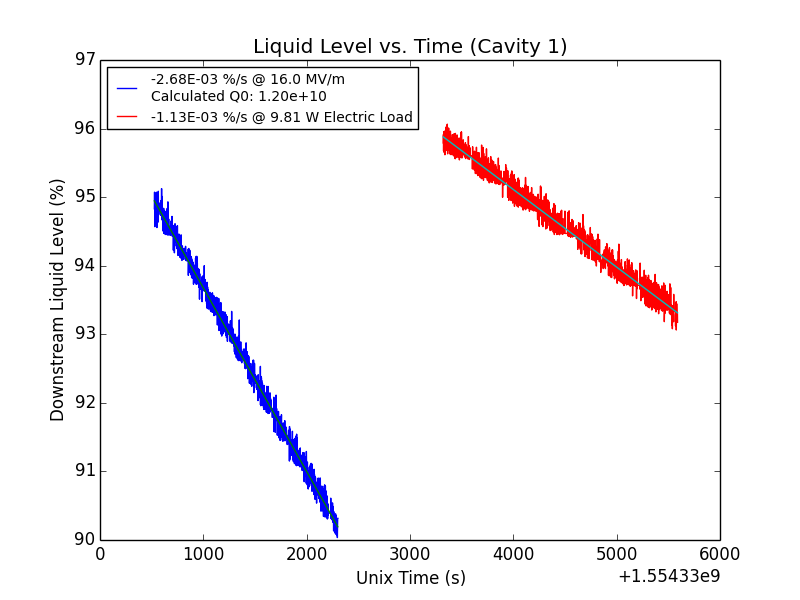 Liquid Level vs. Time (Cavity 1)
-2.68E-03 %/s @ 16.0 MV/m
Calculated Q0: 1.20e+10
-1.13E-03 %/s @ 9.81 W Electric Load
Downstream Liquid Level (%)
97
96
95
94
93
92
91
90
0 1000 2000 3000 4000 5000 6000
Unix Time (s)
+1.55433e9